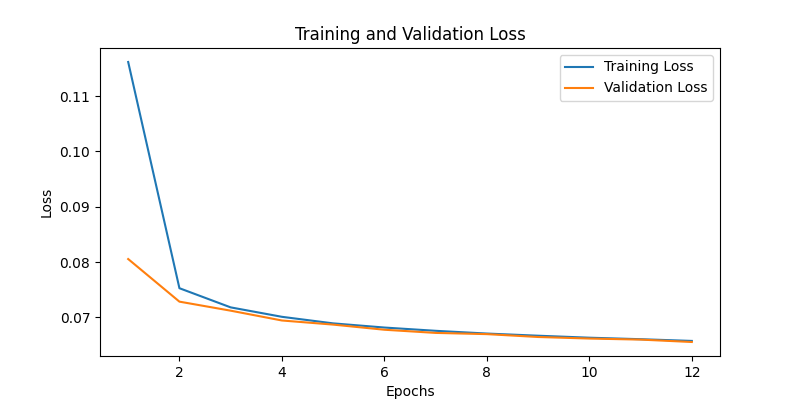 Training and Validation Loss
Training Loss
Validation Loss
0.11
0.10
0.09
0.08
0.07
Loss
2 4 6 8 10 12
Epochs